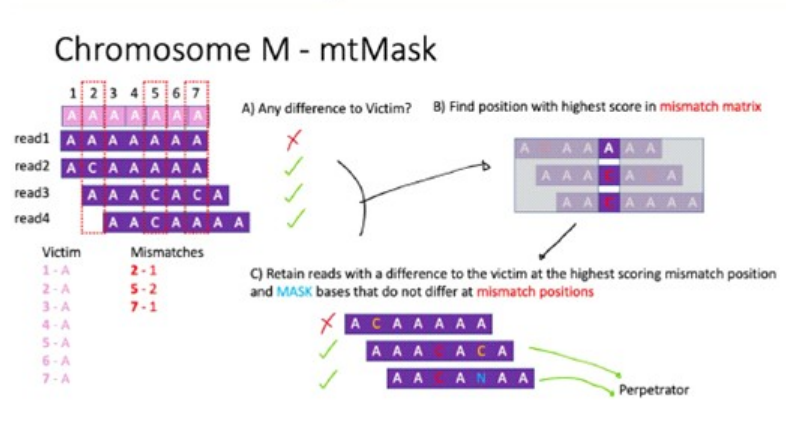 Chromosome M - mtMask
1 2 3 4 5 6 7
A A A A A A A
read1 A A A A A A A
read2 A C A A A A A
read3 A A A C A C A
read4 A A C A A A A
Victim
1 - A
2 - A
3 - A
4 - A
5 - A
6 - A
7 - A
Mismatches
2 - 1
5 - 2
7 - 1
A) Any difference to Victim?
B) Find position with highest score in mismatch matrix
A C A A A A A
A A A C A C A
A A C A A A A
C) Retain reads with a difference to the victim at the highest scoring mismatch position
and MASK bases that do not differ at mismatch positions
A C A A A A A
A A A C A C A
A A C A N A A
Perpetrator